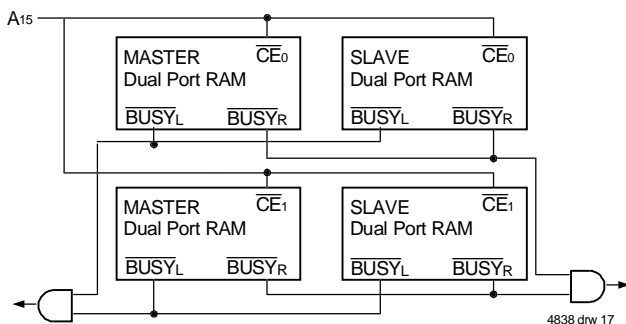 A15
MASTER CE0
Dual Port RAM
BUSYL BUSYR
SLAVE CE0
Dual Port RAM
BUSYL BUSYR
MASTER CE1
Dual Port RAM
BUSYL BUSYR
SLAVE CE1
Dual Port RAM
BUSYL BUSYR
4838 drw 17